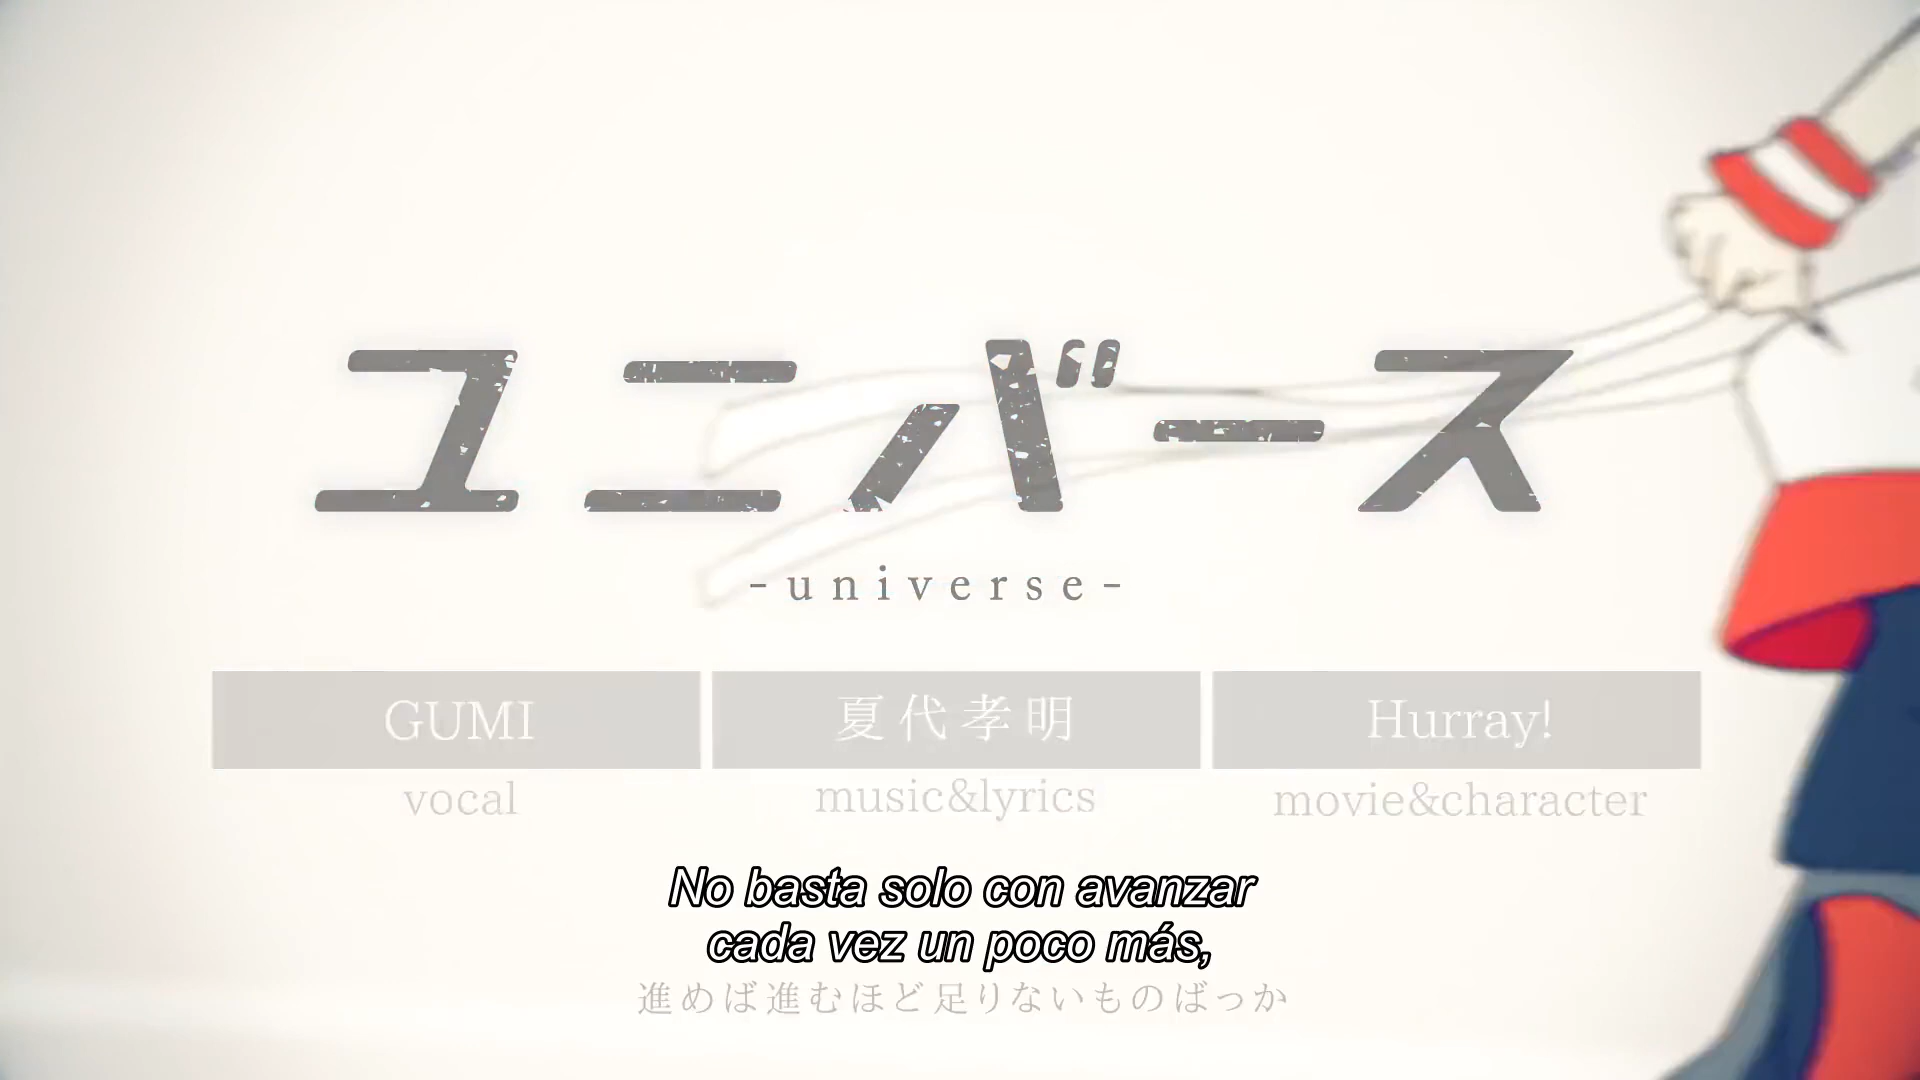 ユニバース
-universe-
GUMI
夏代孝明
Hurray!
vocal
music&lyrics
movie&character
No basta solo con avanzar
cada vez un poco más,
進めば進むほど足りないものばっか